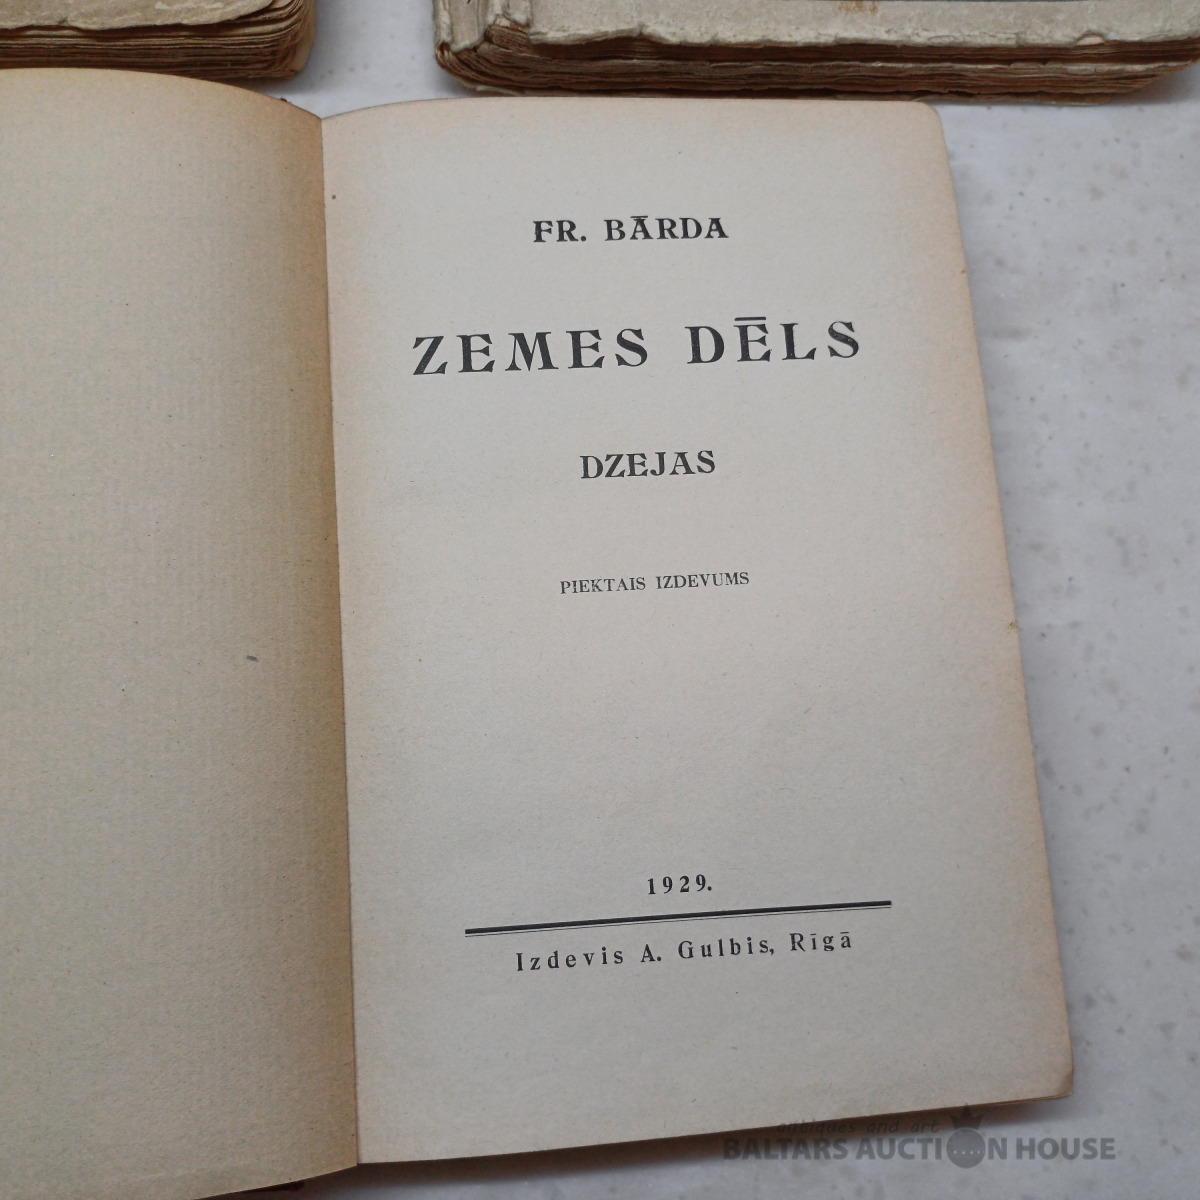 FR. BĀRDA
ZEMES DĒLS
DZEJAS
PIEKTAIS IZDEVUMS
1929.
Izdevis A. Gulbis, Rīgā
antiques and art
BALTARS AUCTION HOUSE